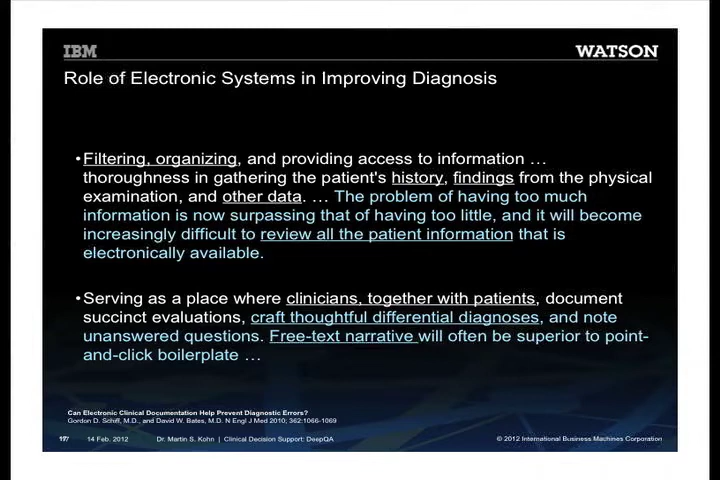 IBM
WATSON
Role of Electronic Systems in Improving Diagnosis
•Filtering, organizing, and providing access to information …
thoroughness in gathering the patient's history, findings from the physical
examination, and other data. … The problem of having too much
information is now surpassing that of having too little, and it will become
increasingly difficult to review all the patient information that is
electronically available.
•Serving as a place where clinicians, together with patients, document
succinct evaluations, craft thoughtful differential diagnoses, and note
unanswered questions. Free-text narrative will often be superior to point-
and-click boilerplate …
Can Electronic Clinical Documentation Help Prevent Diagnostic Errors?
Gordon D. Schiff, M.D., and David W. Bates, M.D. N Engl J Med 2010; 362:1066-1069
14 Feb. 2012 Dr. Martin S. Kohn | Clinical Decision Support: DeepQA © 2012 International Business Machines Corporation